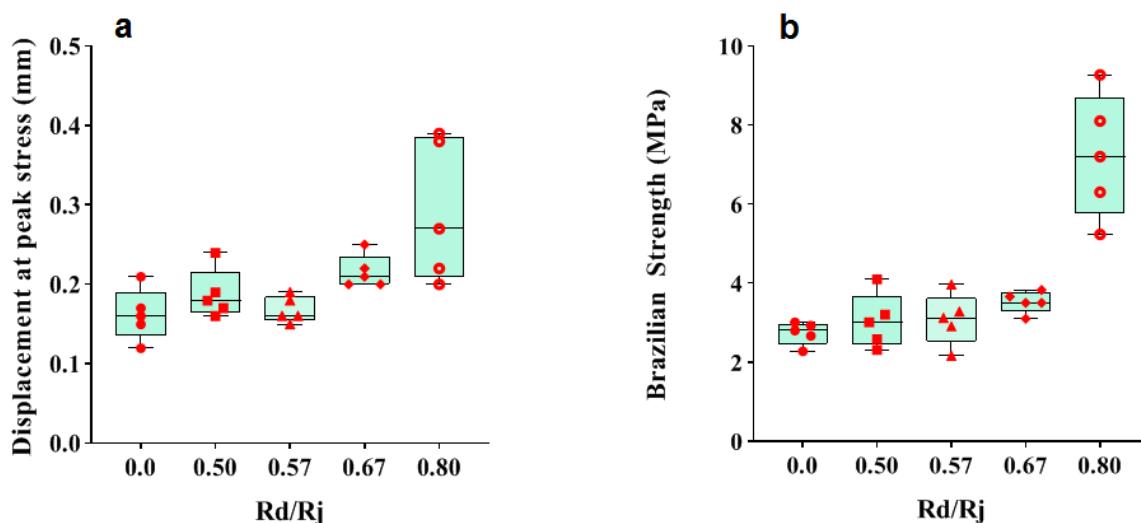 a
Displacement at peak stress (mm)
0.5
0.4
0.3
0.2
0.1
0.0
0.0 0.50 0.57 0.67 0.80
Rd/Rj
b
Brazilian Strength (MPa)
10
8
6
4
2
0
0.0 0.50 0.57 0.67 0.80
Rd/Rj